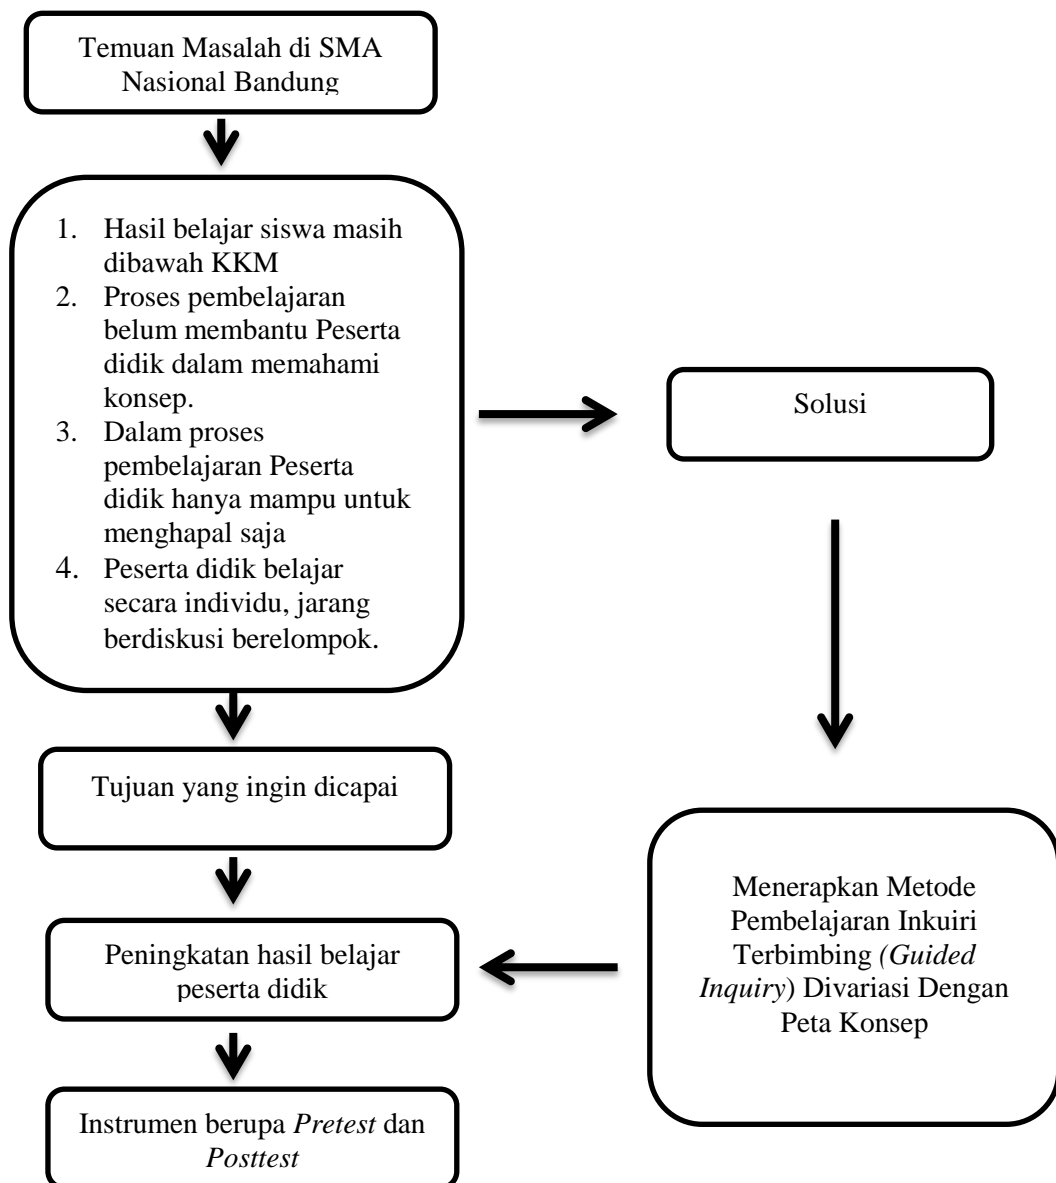 Temuan Masalah di SMA
Nasional Bandung
1. Hasil belajar siswa masih
dibawah KKM
2. Proses pembelajaran
belum membantu Peserta
didik dalam memahami
konsep.
3. Dalam proses
pembelajaran Peserta
didik hanya mampu untuk
menghapal saja
4. Peserta didik belajar
secara individu, jarang
berdiskusi berelompok.
Solusi
Tujuan yang ingin dicapai
Menerapkan Metode
Pembelajaran Inkuiri
Terbimbing (Guided
Inquiry) Divariasi Dengan
Peta Konsep
Peningkatan hasil belajar
peserta didik
Instrumen berupa Pretest dan
Posttest